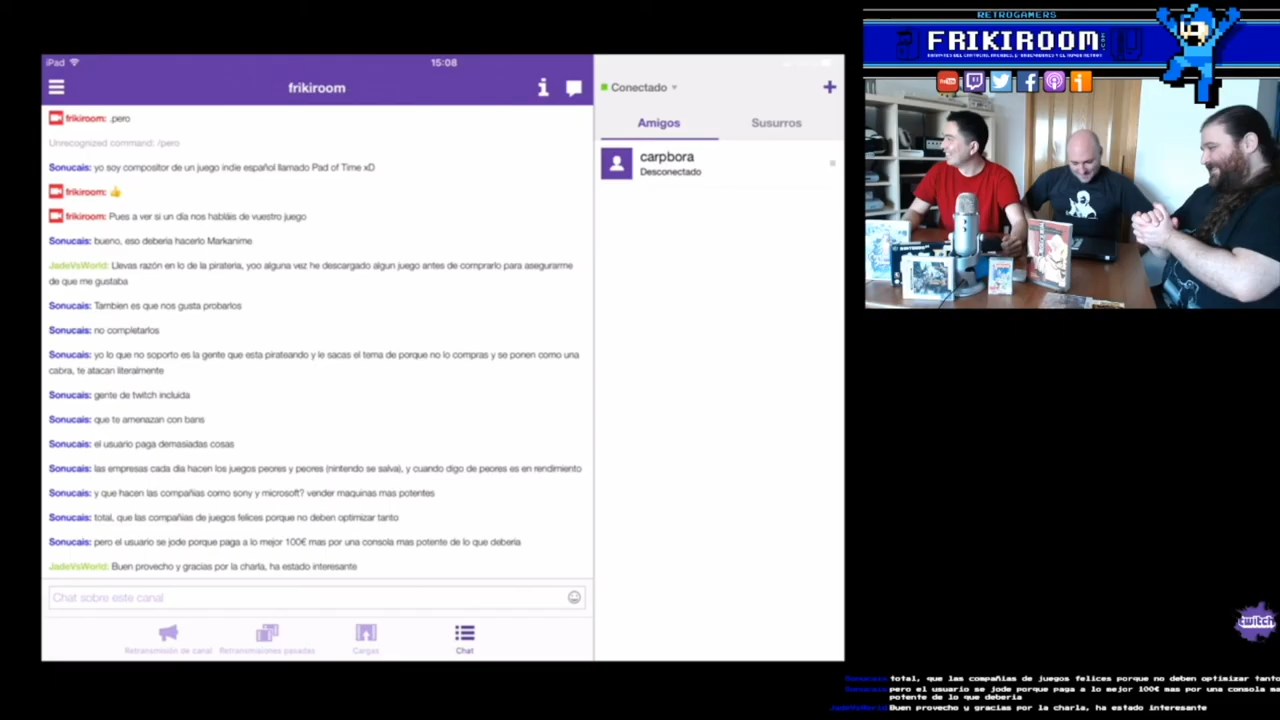 RETROGAMERS
FRIKIROOM
iPad
15:08
frikiroom
Conectado
Amigos
Susurros
carpbora
Desconectado
frikiroom: .pero
Unrecognized command: /pero
Sonucais: yo soy compositor de un juego indie español llamado Pad of Time xD
frikiroom: 👍
frikiroom: Pues a ver si un día nos habláis de vuestro juego
Sonucais: bueno, eso deberia hacerlo Markanime
JadeVsWorld: Llevas razón en lo de la pirateria, yoo alguna vez he descargado algun juego antes de comprarlo para asegurarme
de que me gustaba
Sonucais: Tambien es que nos gusta probarlos
Sonucais: no completarlos
Sonucais: yo lo que no soporto es la gente que esta pirateando y le sacas el tema de porque no lo compras y se ponen como una
cabra, te atacan literalmente
Sonucais: gente de twitch incluida
Sonucais: que te amenazan con bans
Sonucais: el usuario paga demasiadas cosas
Sonucais: las empresas cada dia hacen los juegos peores y peores (nintendo se salva), y cuando digo de peores es en rendimiento
Sonucais: y que hacen las compañias como sony y microsoft? vender maquinas mas potentes
Sonucais: total, que las compañias de juegos felices porque no deben optimizar tanto
Sonucais: pero el usuario se jode porque paga a lo mejor 100€ mas por una consola mas potente de lo que deberia
JadeVsWorld: Buen provecho y gracias por la charla, ha estado interesante
Chat sobre este canal
Retransmisión de canal
Retransmisiones pasadas
Cargas
Chat
twitch
Sonucais total, que las compañias de juegos felices porque no deben optimizar tanto
Sonucais pero el usuario se jode porque paga a lo mejor 100€ mas por una consola mas
potente de lo que deberia
JadeVsWorld Buen provecho y gracias por la charla, ha estado interesante